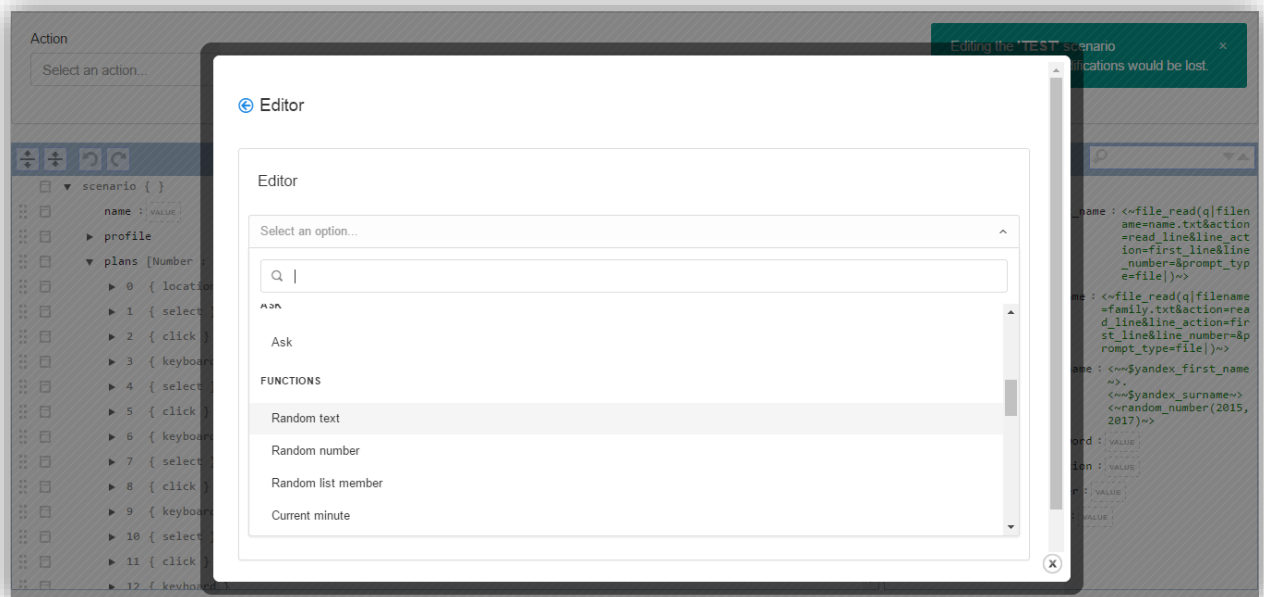 Action
Select an action...
Editing the 'TEST' scenario
×
ifications would be lost.
Editor
Editor
Select an option...
ASK
Ask
FUNCTIONS
Random text
Random number
Random list member
Current minute
scenario { }
name : VALUE
profile
plans [Number :
0 { locatio
1 { select }
2 { click }
3 { keyboar
4 { select
5 { click }
6 { keyboar
7 { select
8 { click }
9 { keyboar
10 { select
11 { click }
12 { keyboard }
_name : <~file_read(q|filen
ame=name.txt&action
=read_line&line_act
ion=first_line&line
_number=&prompt_typ
e=file|)~>
me : <~file_read(q|filename
=family.txt&action=rea
d_line&line_action=fir
st_line&line_number=&p
rompt_type=file|)~>
ame : <~~$yandex_first_name
~>.
<~~$yandex_surname~>
<~random_number(2015,
2017)~>
ord : VALUE
ion : VALUE
r : VALUE
: VALUE
x